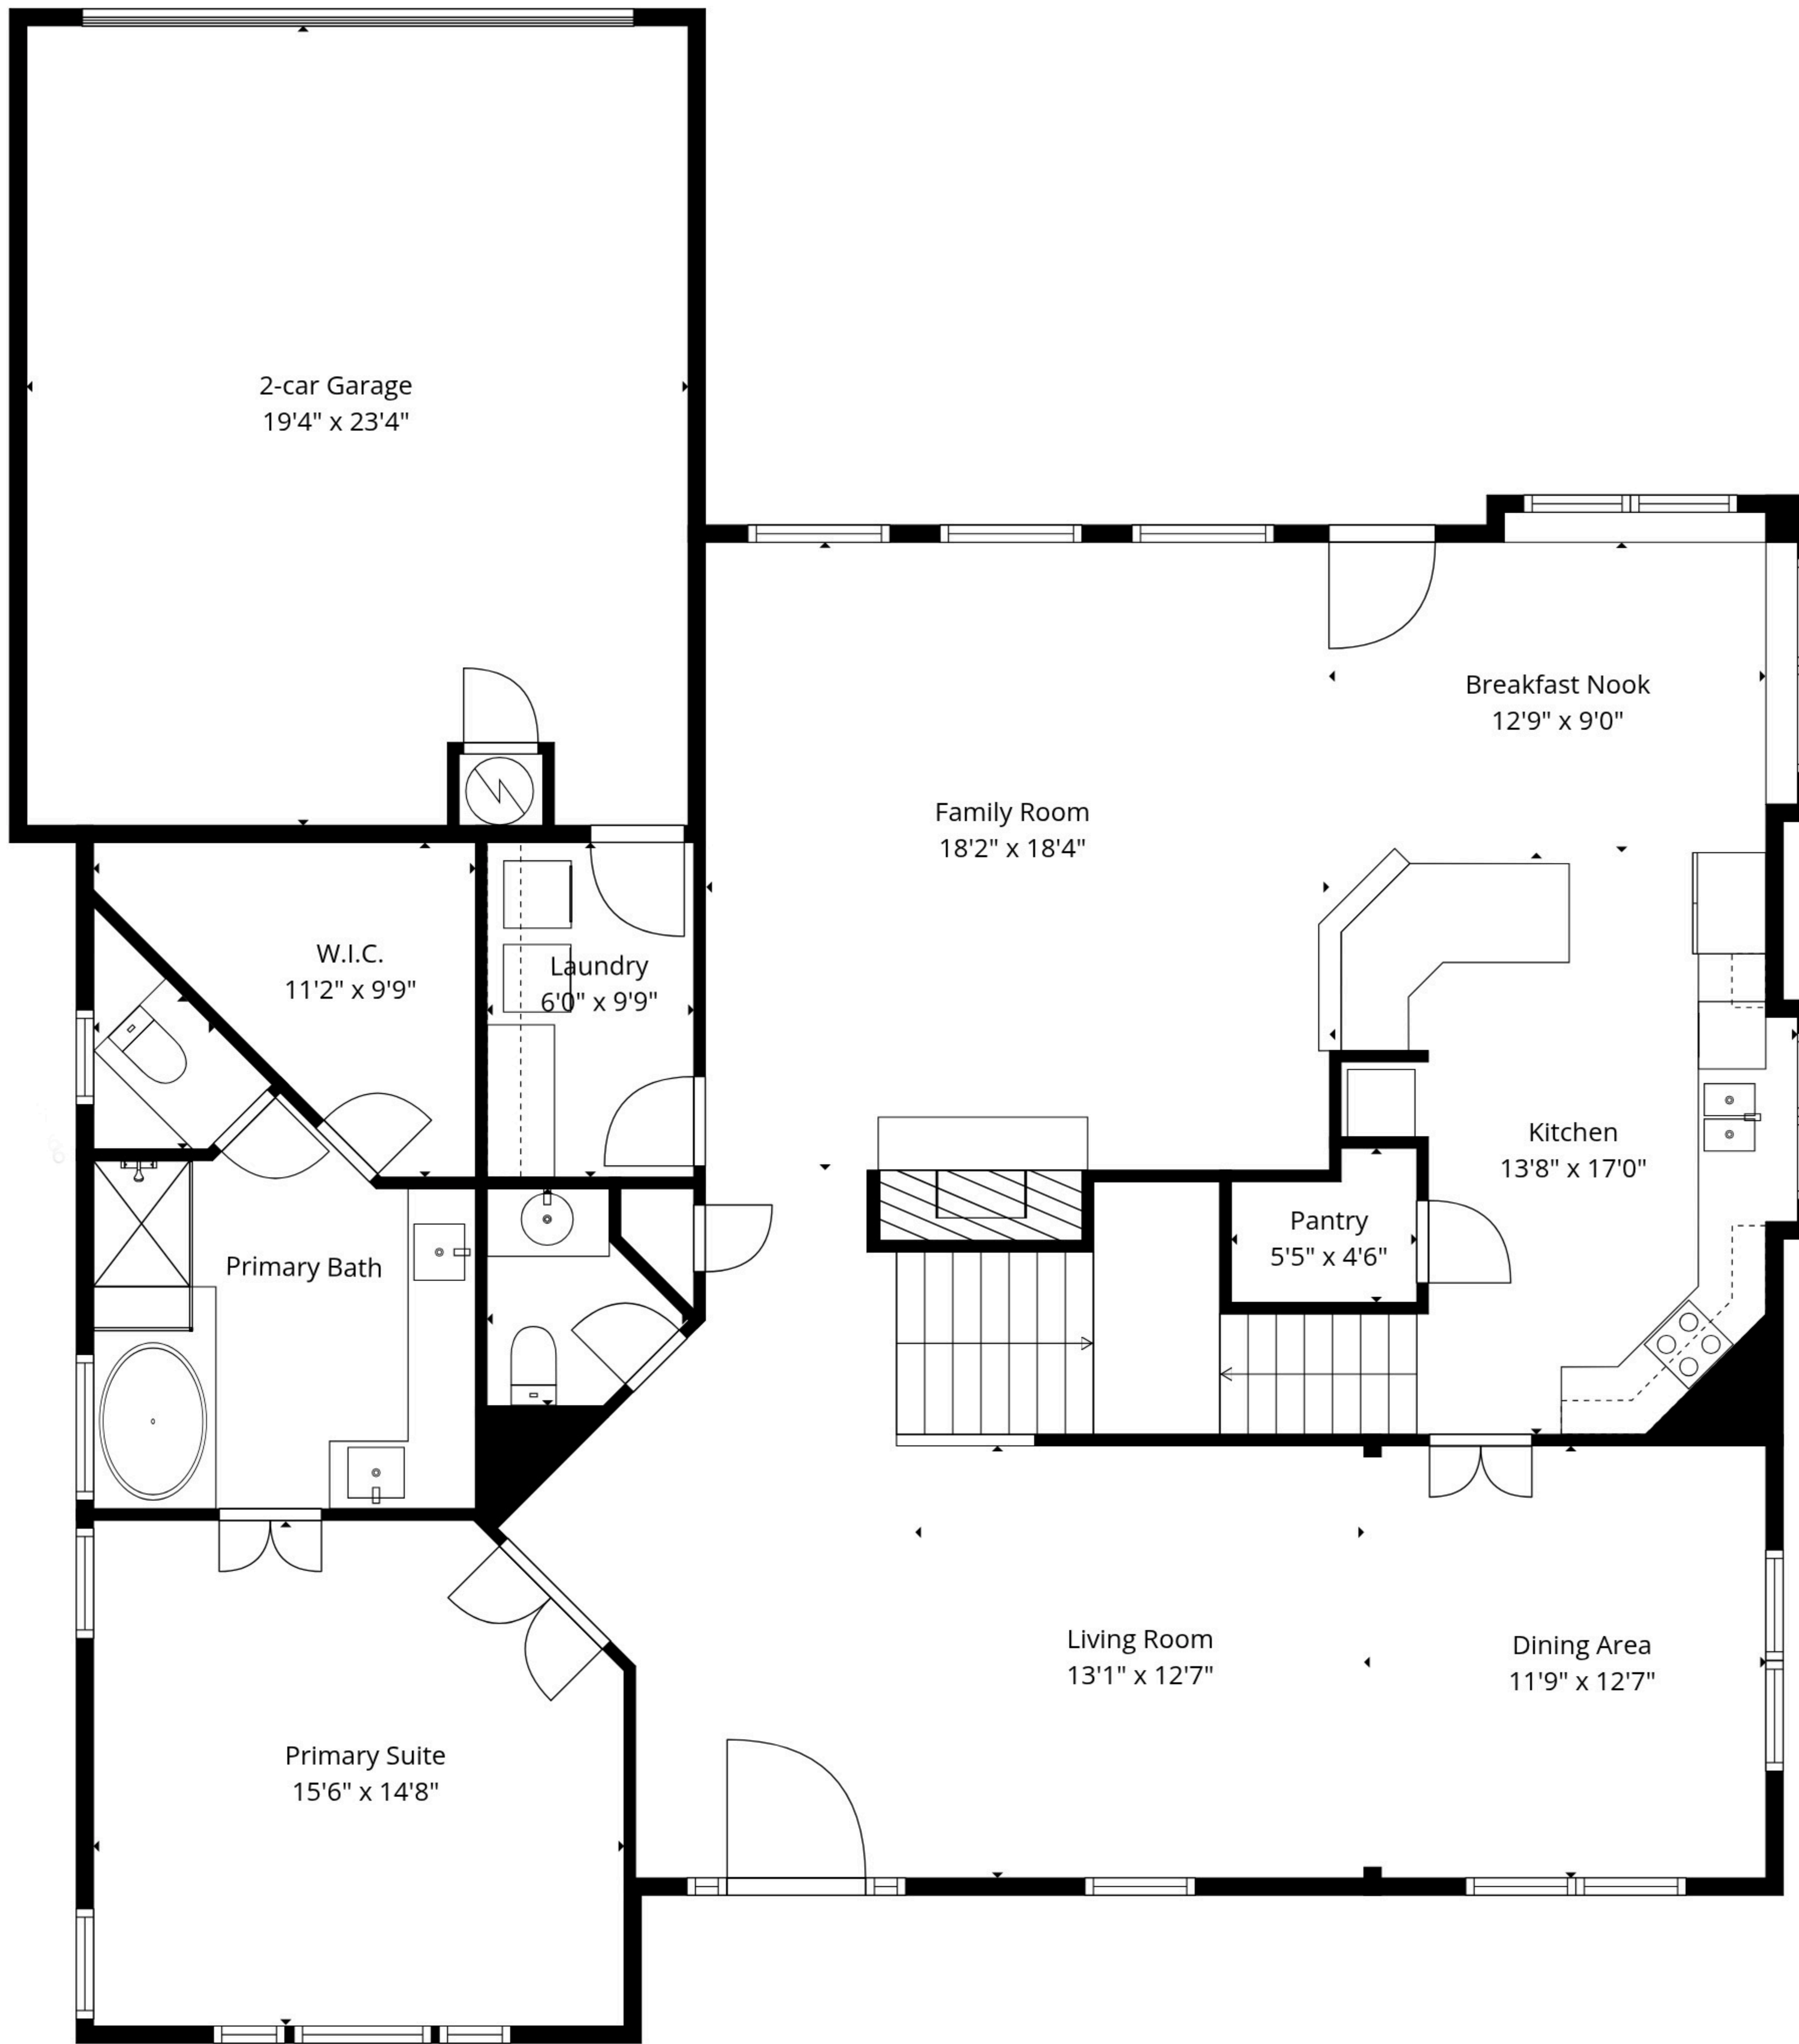 2-car Garage
19'4" x 23'4"
Breakfast Nook
12'9" x 9'0"
Family Room
18'2" x 18'4"
W.I.C.
11'2" x 9'9"
Laundry
6'0" x 9'9"
Kitchen
13'8" x 17'0"
Pantry
5'5" x 4'6"
Primary Bath
Living Room
13'1" x 12'7"
Dining Area
11'9" x 12'7"
Primary Suite
15'6" x 14'8"